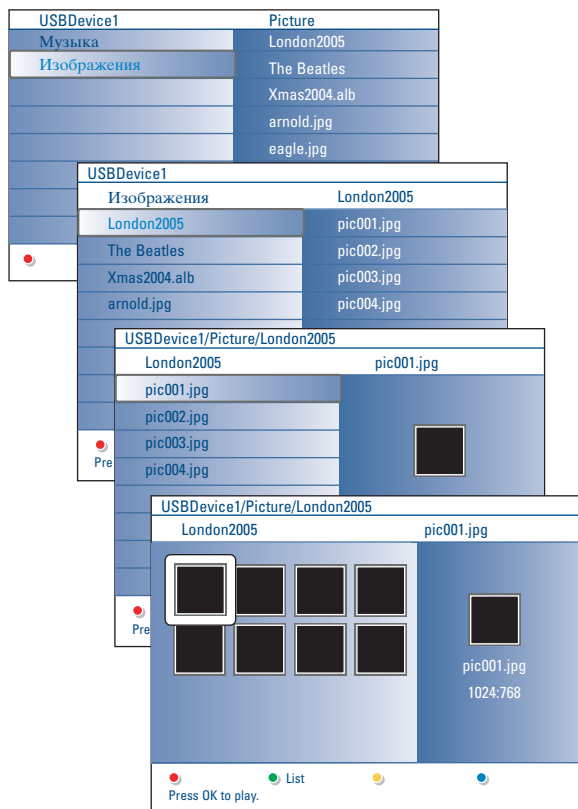 USBDevice1 Picture
Музыка London2005
Изображения The Beatles
Xmas2004.alb
arnold.jpg
eagle.jpg
USBDevice1
Изображения London2005
London2005 pic001.jpg
The Beatles pic002.jpg
Xmas2004.alb pic003.jpg
arnold.jpg pic004.jpg
Pre
USBDevice1/Picture/London2005
London2005 pic001.jpg
pic001.jpg
pic002.jpg
pic003.jpg
pic004.jpg
Pre
USBDevice1/Picture/London2005
London2005 pic001.jpg
pic001.jpg
1024:768
List
Press OK to play.